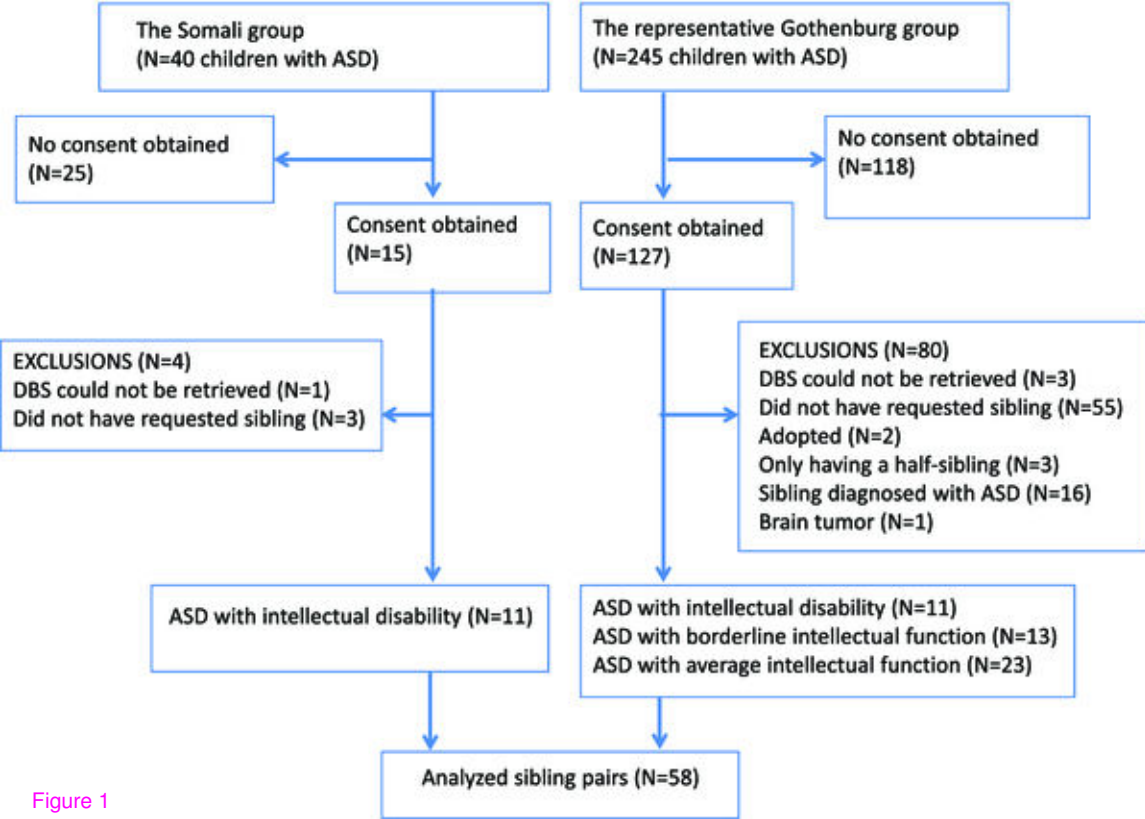 The Somali group
(N=40 children with ASD)
The representative Gothenburg group
(N=245 children with ASD)
No consent obtained
(N=25)
No consent obtained
(N=118)
Consent obtained
(N=15)
Consent obtained
(N=127)
EXCLUSIONS (N=4)
DBS could not be retrieved (N=1)
Did not have requested sibling (N=3)
EXCLUSIONS (N=80)
DBS could not be retrieved (N=3)
Did not have requested sibling (N=55)
Adopted (N=2)
Only having a half-sibling (N=3)
Sibling diagnosed with ASD (N=16)
Brain tumor (N=1)
ASD with intellectual disability (N=11)
ASD with intellectual disability (N=11)
ASD with borderline intellectual function (N=13)
ASD with average intellectual function (N=23)
Analyzed sibling pairs (N=58)
Figure 1